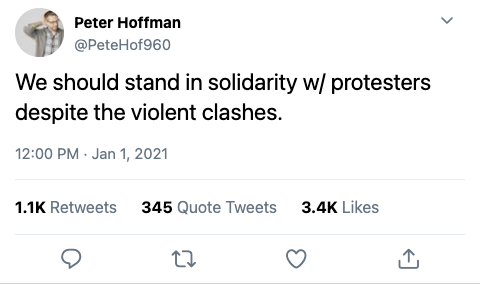 Peter Hoffman
@PeteHof960
We should stand in solidarity w/ protesters
despite the violent clashes.
12:00 PM · Jan 1, 2021
1.1K Retweets 345 Quote Tweets 3.4K Likes